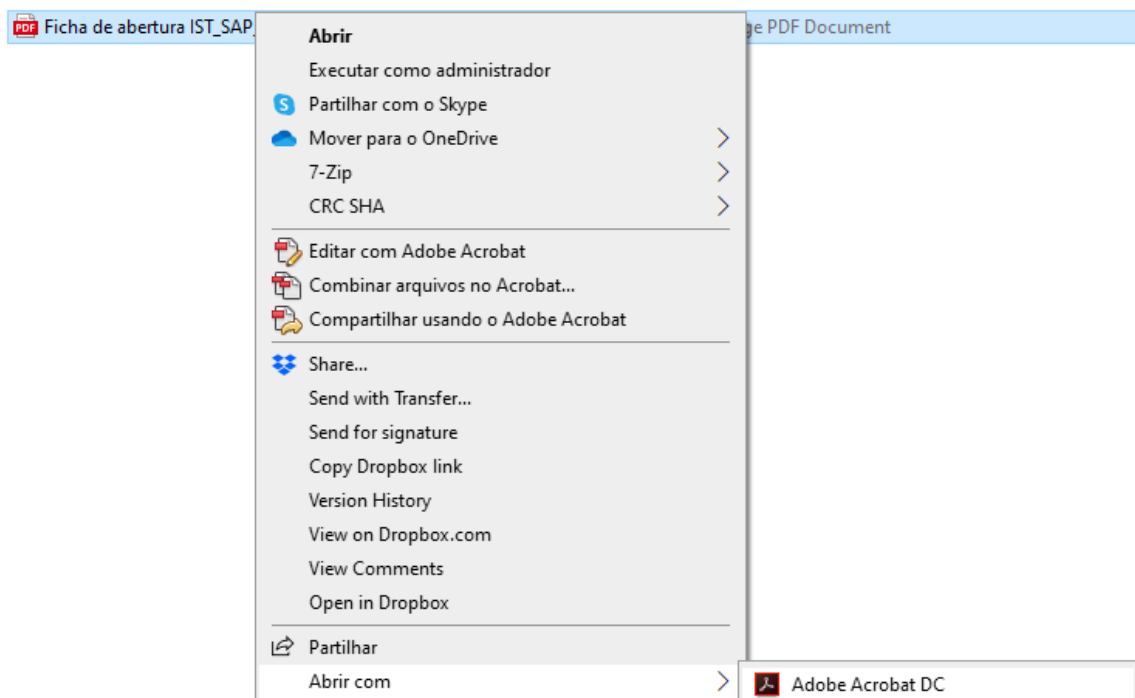 PDF Ficha de abertura IST_SAP_ ge PDF Document
Abrir
Executar como administrador
S Partilhar com o Skype
Mover para o OneDrive
7-Zip
CRC SHA
Editar com Adobe Acrobat
Combinar arquivos no Acrobat...
Compartilhar usando o Adobe Acrobat
Share...
Send with Transfer...
Send for signature
Copy Dropbox link
Version History
View on Dropbox.com
View Comments
Open in Dropbox
Partilhar
Abrir com
Adobe Acrobat DC